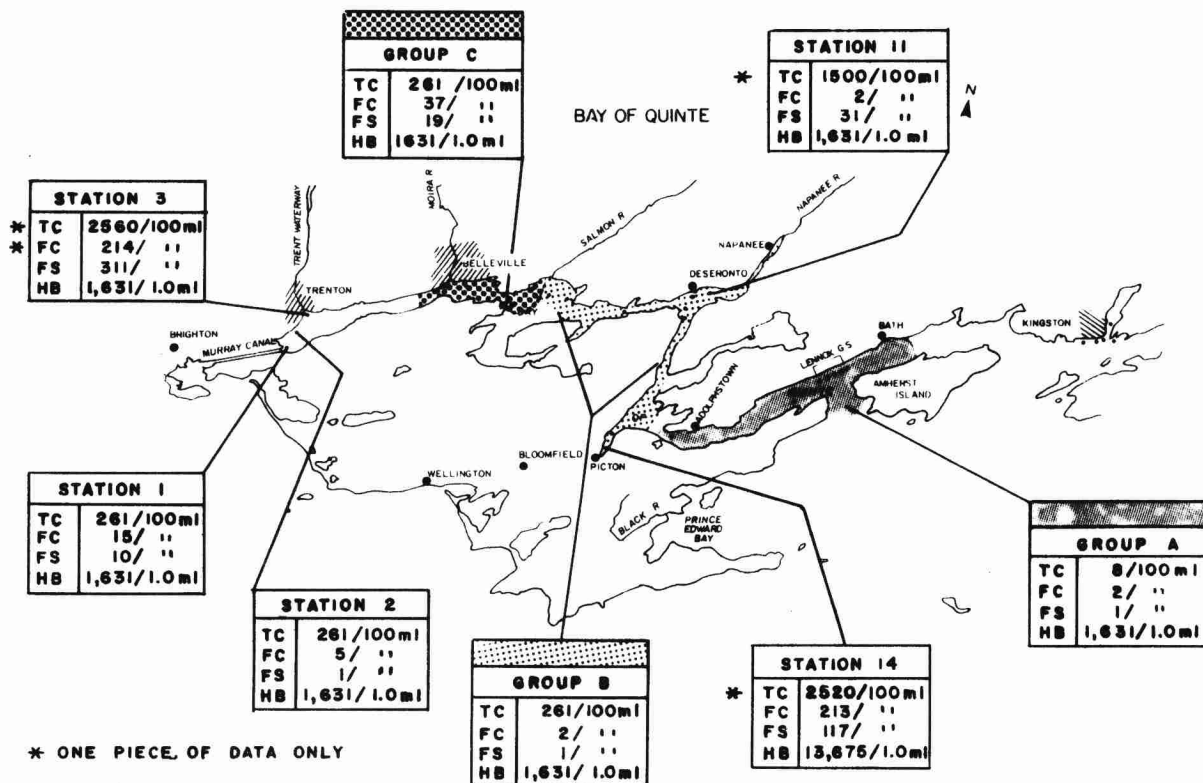 GROUP C
TC 261 /100ml
FC 37/ "
FS 19/ "
HB 1631/1.0ml
STATION 11
* TC 1500/100ml
FC 2/ "
FS 31/ "
HB 1,631/1.0ml
N
BAY OF QUINTE
STATION 3
* TC 2560/100ml
* FC 214/ "
FS 311/ "
HB 1,631/1.0ml
TRENT WATERWAY
MOIRA R
SALMON R
NAPANEE R
NAPANEE
BELLEVILLE
DESERONTO
TRENTON
BRIGHTON
MURRAY CANAL
BATH
KINGSTON
LENNOX G S
AMHERST
ISLAND
ADOLPHSTOWN
BLOOMFIELD
PICTON
WELLINGTON
BLACK R
PRINCE
EDWARD
BAY
STATION 1
TC 261/100ml
FC 15/ "
FS 10/ "
HB 1,631/1.0ml
STATION 2
TC 261/100ml
FC 5/ "
FS 1/ "
HB 1,631/1.0ml
GROUP B
TC 261/100ml
FC 2/ "
FS 1/ "
HB 1,631/1.0ml
STATION 14
* TC 2520/100ml
FC 213/ "
FS 117/ "
HB 13,675/1.0ml
GROUP A
TC 8/100ml
FC 2/ "
FS 1/ "
HB 1,631/1.0ml
* ONE PIECE OF DATA ONLY